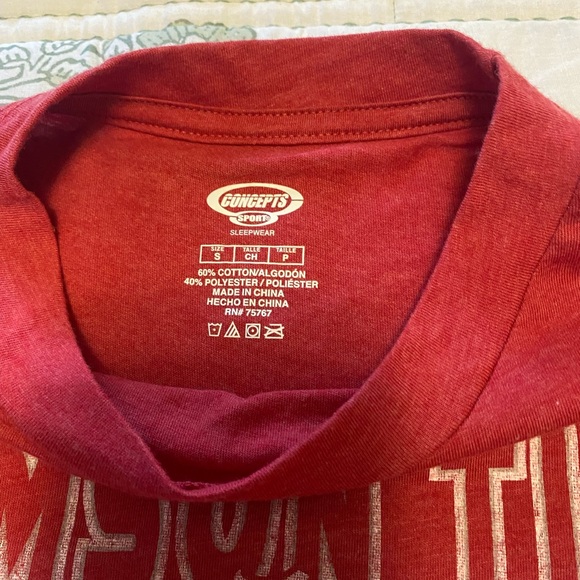 CONCEPTS
SPORT
SLEEPWEAR
SIZE TALLE TAILLE
S CH P
60% COTTON/ALGODÓN
40% POLYESTER / POLIÉSTER
MADE IN CHINA
HECHO EN CHINA
RN# 75767